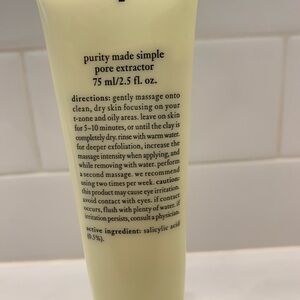 purity made simple
pore extractor
75 ml/2.5 fl. oz.
directions: gently massage onto
clean, dry skin focusing on your
t-zone and oily areas. leave on skin
for 5-10 minutes, or until the clay is
completely dry. rinse with warm water.
for deeper exfoliation, increase the
massage intensity when applying, and
while removing with water. perform
a second massage. we recommend
using two times per week. caution:
this product may cause eye irritation.
avoid contact with eyes. if contact
occurs, flush with plenty of water. if
irritation persists, consult a physician.
active ingredient: salicylic acid
(0.5%).